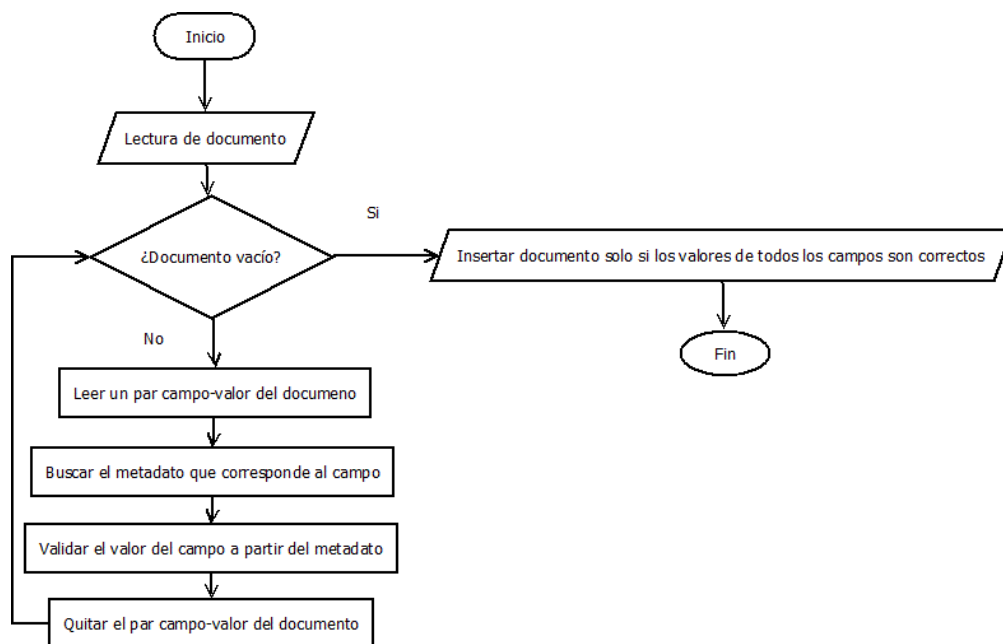 Inicio
Lectura de documento
¿Documento vacío?
Si
Insertar documento solo si los valores de todos los campos son correctos
Fin
No
Leer un par campo-valor del documeno
Buscar el metadato que corresponde al campo
Validar el valor del campo a partir del metadato
Quitar el par campo-valor del documento